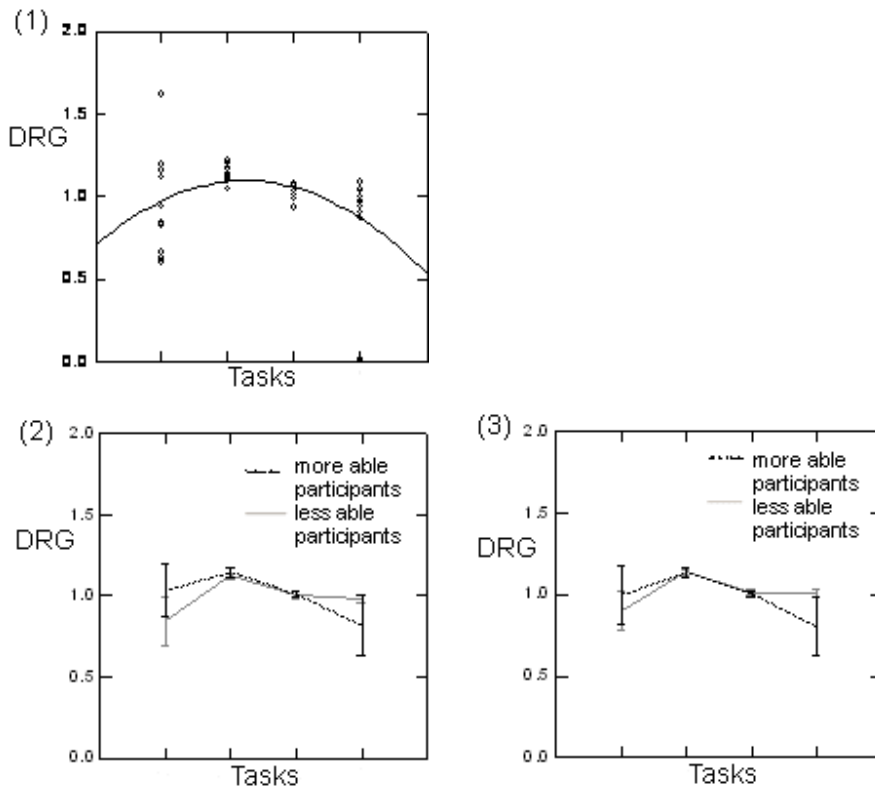 (1)
2.0
1.5
DRG
1.0
0.5
0.0
Tasks
(2)
2.0
more able
participants
less able
participants
1.5
DRG
1.0
0.5
0.0
Tasks
(3)
2.0
more able
participants
less able
participants
1.5
DRG
1.0
0.5
0.0
Tasks